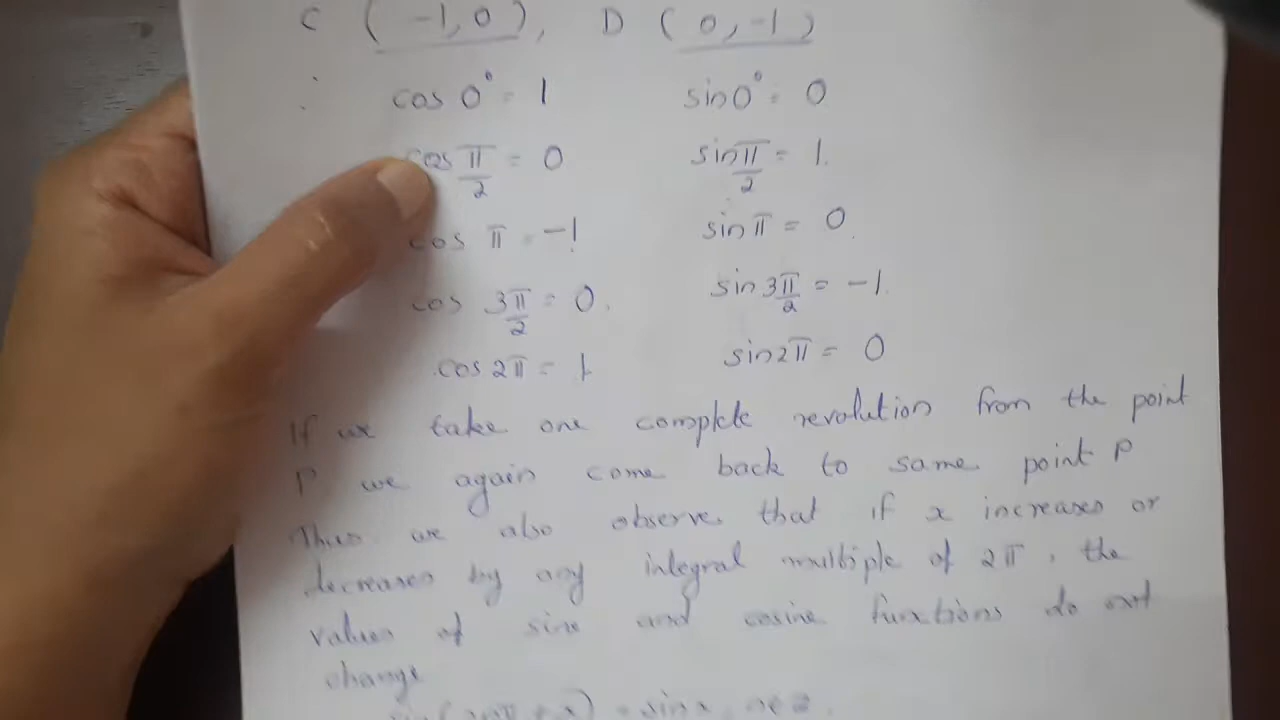 C (-1,0), D (0,-1)
∴ cos 0° = 1 sin 0° = 0
cos π/2 = 0 sin π/2 = 1.
cos π = -1 sin π = 0.
cos 3π/2 = 0. sin 3π/2 = -1.
cos 2π = 1 sin 2π = 0
If we take one complete revolution from the point
P we again come back to same point P
Thus we also observe that if x increases or
decreases by any integral multiple of 2π, the
values of sine and cosine functions do not
change
sin(2nπ + x) = sin x, n∈Z.